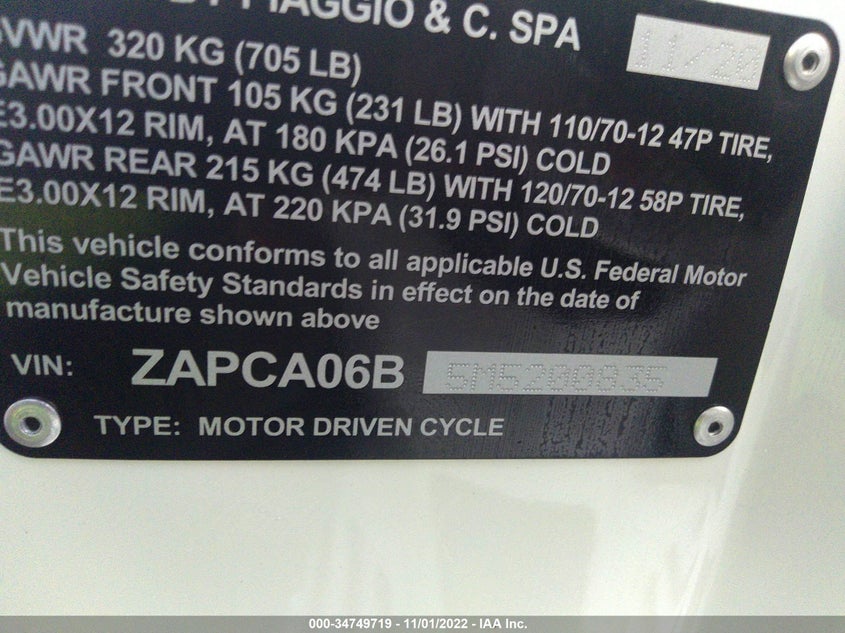 PIAGGIO & C. SPA 11/20
GVWR 320 KG (705 LB)
GAWR FRONT 105 KG (231 LB) WITH 110/70-12 47P TIRE,
E3.00X12 RIM, AT 180 KPA (26.1 PSI) COLD
GAWR REAR 215 KG (474 LB) WITH 120/70-12 58P TIRE,
E3.00X12 RIM, AT 220 KPA (31.9 PSI) COLD
This vehicle conforms to all applicable U.S. Federal Motor
Vehicle Safety Standards in effect on the date of
manufacture shown above
VIN: ZAPCA06B 5M5200835
TYPE: MOTOR DRIVEN CYCLE
000-34749719 - 11/01/2022 - IAA Inc.